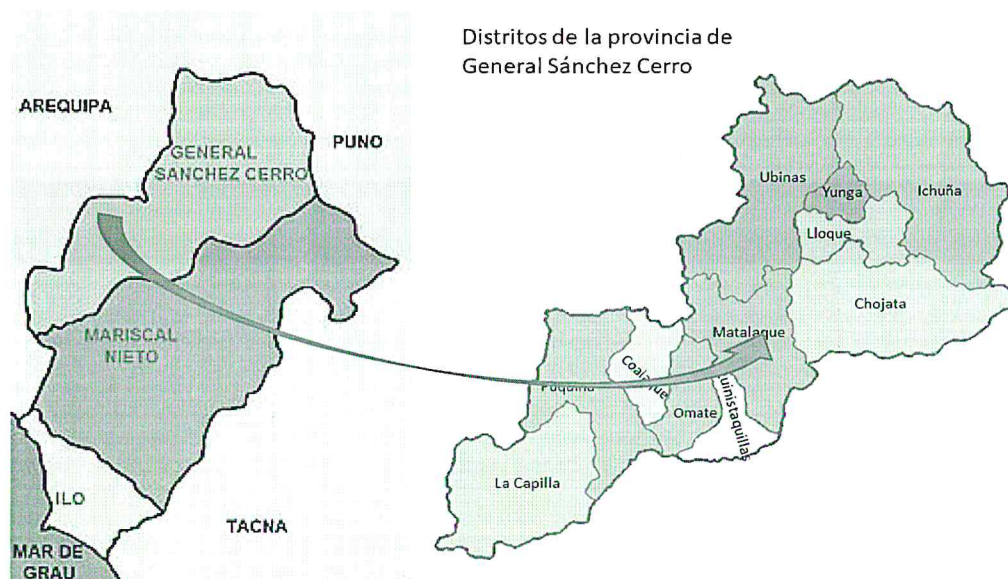 Distritos de la provincia de
General Sánchez Cerro
AREQUIPA
PUNO
GENERAL
SANCHEZ CERRO
MARISCAL
NIETO
ILO
TACNA
MAR DE
GRAU
Ubinas
Yunga
Ichuña
Lloque
Chojata
Matalaque
Omate
La Capilla